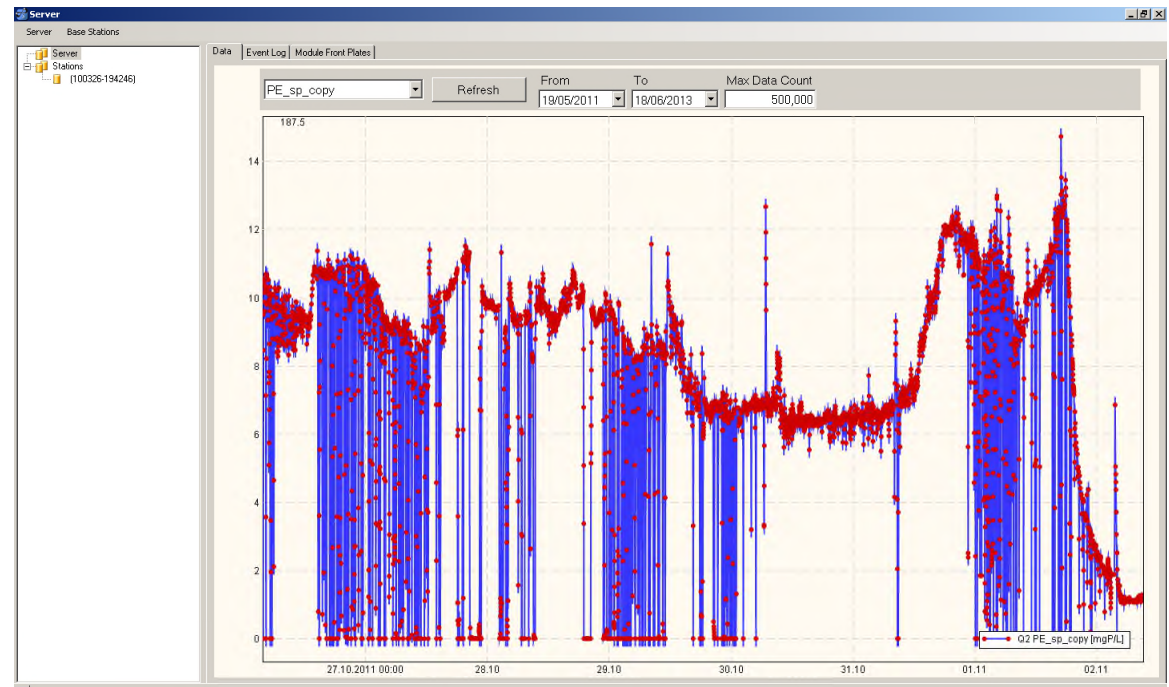 Server
Server Base Stations
Server
Stations
(100326-194246)
Data Event Log Module Front Plates
From To Max Data Count
PE_sp_copy Refresh 19/05/2011 18/06/2013 500,000
187.5
14
12
10
8
6
4
2
0
Q2 PE_sp_copy [mgP/L]
27.10.2011 00:00 28.10 29.10 30.10 31.10 01.11 02.11